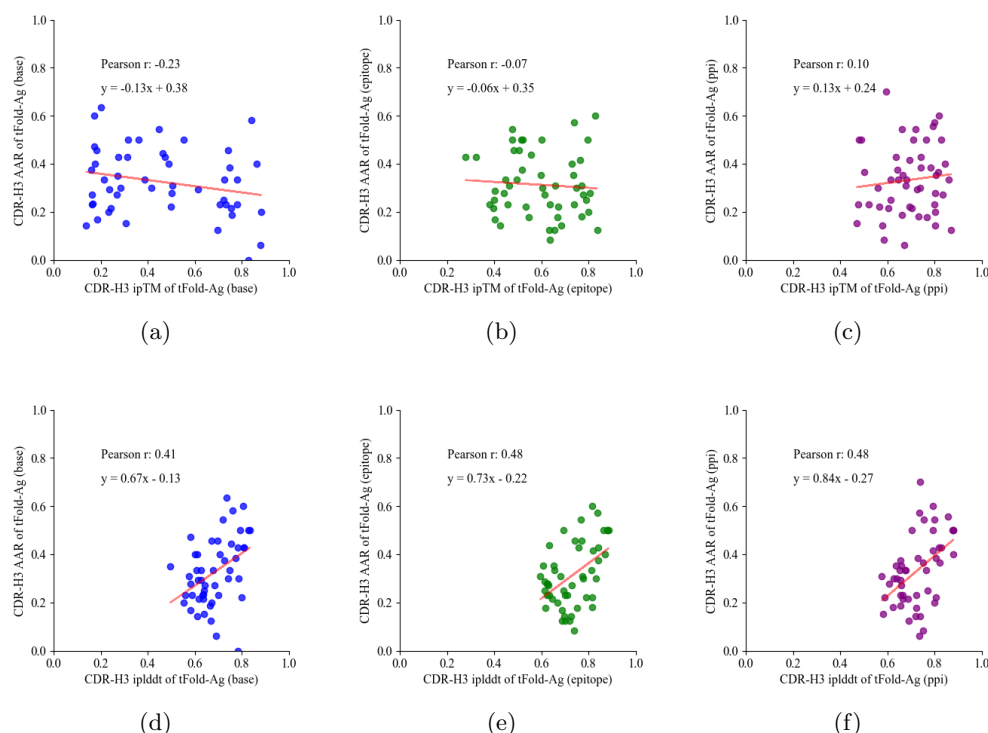 1.0
0.8
0.6
0.4
0.2
0.0
CDR-H3 AAR of tFold-Ag (base)
Pearson r: -0.23
y = -0.13x + 0.38
0.0 0.2 0.4 0.6 0.8 1.0
CDR-H3 ipTM of tFold-Ag (base)
(a)
1.0
0.8
0.6
0.4
0.2
0.0
CDR-H3 AAR of tFold-Ag (epitope)
Pearson r: -0.07
y = -0.06x + 0.35
0.0 0.2 0.4 0.6 0.8 1.0
CDR-H3 ipTM of tFold-Ag (epitope)
(b)
1.0
0.8
0.6
0.4
0.2
0.0
CDR-H3 AAR of tFold-Ag (ppi)
Pearson r: 0.10
y = 0.13x + 0.24
0.0 0.2 0.4 0.6 0.8 1.0
CDR-H3 ipTM of tFold-Ag (ppi)
(c)
1.0
0.8
0.6
0.4
0.2
0.0
CDR-H3 AAR of tFold-Ag (base)
Pearson r: 0.41
y = 0.67x - 0.13
0.0 0.2 0.4 0.6 0.8 1.0
CDR-H3 iplddt of tFold-Ag (base)
(d)
1.0
0.8
0.6
0.4
0.2
0.0
CDR-H3 AAR of tFold-Ag (epitope)
Pearson r: 0.48
y = 0.73x - 0.22
0.0 0.2 0.4 0.6 0.8 1.0
CDR-H3 iplddt of tFold-Ag (epitope)
(e)
1.0
0.8
0.6
0.4
0.2
0.0
CDR-H3 AAR of tFold-Ag (ppi)
Pearson r: 0.48
y = 0.84x - 0.27
0.0 0.2 0.4 0.6 0.8 1.0
CDR-H3 iplddt of tFold-Ag (ppi)
(f)